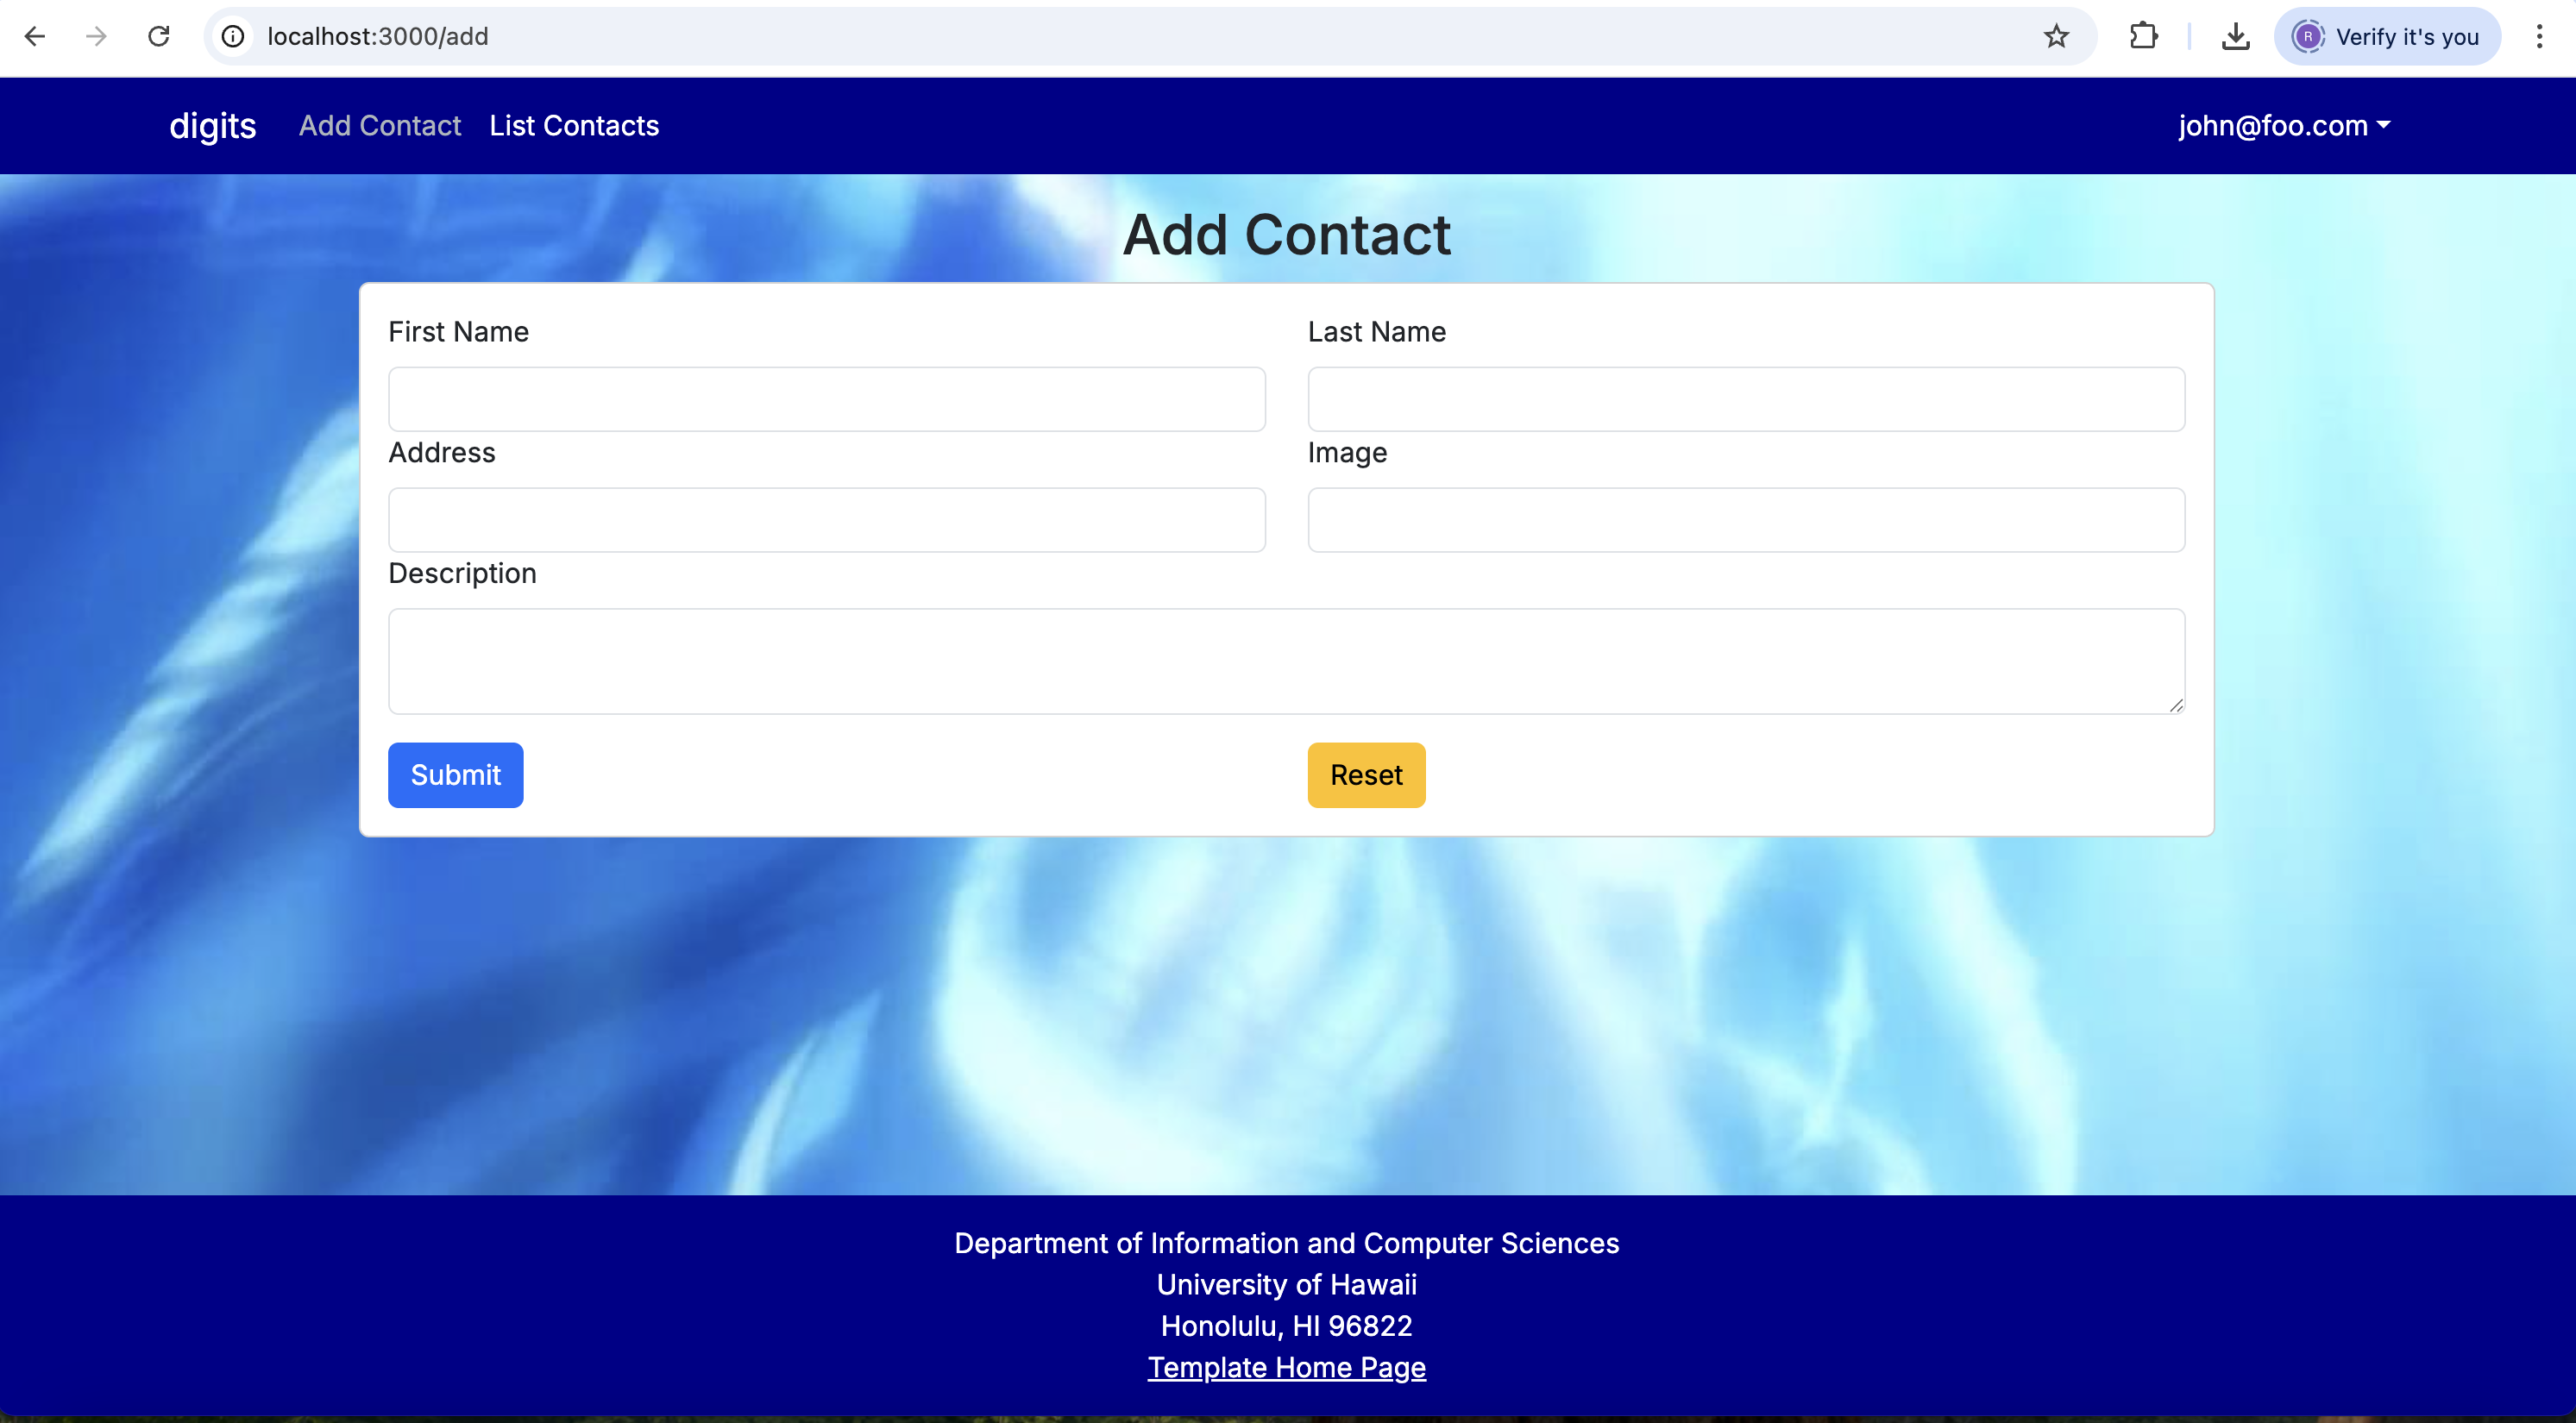 localhost:3000/add
R Verify it's you
digits Add Contact List Contacts john@foo.com
Add Contact
First Name Last Name
Address Image
Description
Submit Reset
Department of Information and Computer Sciences
University of Hawaii
Honolulu, HI 96822
Template Home Page